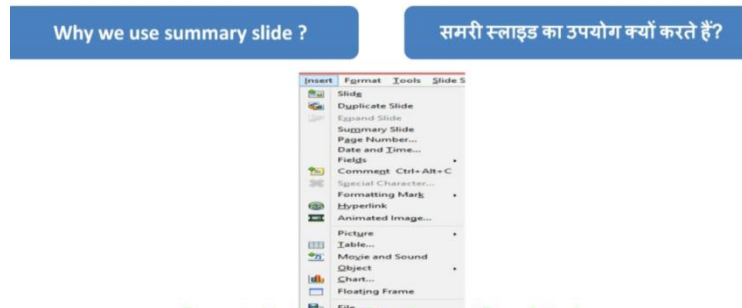 Why we use summary slide ?
समरी स्लाइड का उपयोग क्यों करते हैं?
Insert Format Tools Slide S
Slide
Duplicate Slide
Expand Slide
Summary Slide
Page Number...
Date and Time...
Fields
Comment Ctrl+Alt+C
Special Character...
Formatting Mark
Hyperlink
Animated Image...
Picture
Table...
Movie and Sound
Object
Chart...
Floating Frame
File